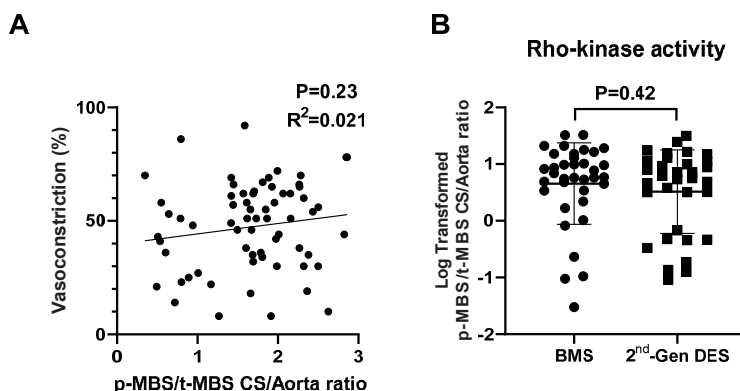 A
P=0.23
R²=0.021
Vasoconstriction (%)
100
50
0
0
1
2
3
p-MBS/t-MBS CS/Aorta ratio
B
Rho-kinase activity
P=0.42
Log Transformed
p-MBS/t-MBS CS/Aorta ratio
2
1
0
-1
-2
BMS
2ⁿᵈ-Gen DES